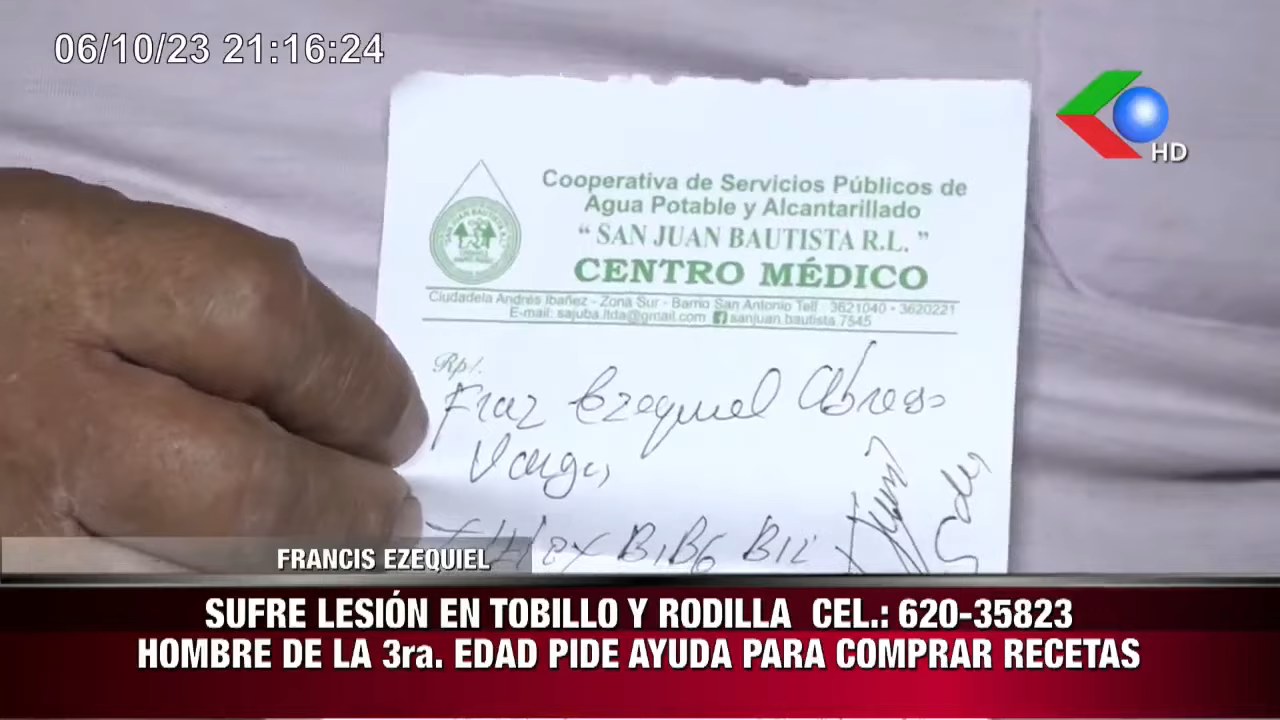 06/10/23 21:16:24
HD
Cooperativa de Servicios Públicos de
Agua Potable y Alcantarillado
“ SAN JUAN BAUTISTA R.L. ”
CENTRO MÉDICO
Ciudadela Andrés Ibañez - Zona Sur - Barrio San Antonio Telf 3621040 - 3620221
E-mail: sajuba.ltda@gmail.com sanjuan bautista 7545
Rp/.
Ezequiel
B1B6 B12
FRANCIS EZEQUIEL
SUFRE LESIÓN EN TOBILLO Y RODILLA CEL.: 620-35823
HOMBRE DE LA 3ra. EDAD PIDE AYUDA PARA COMPRAR RECETAS